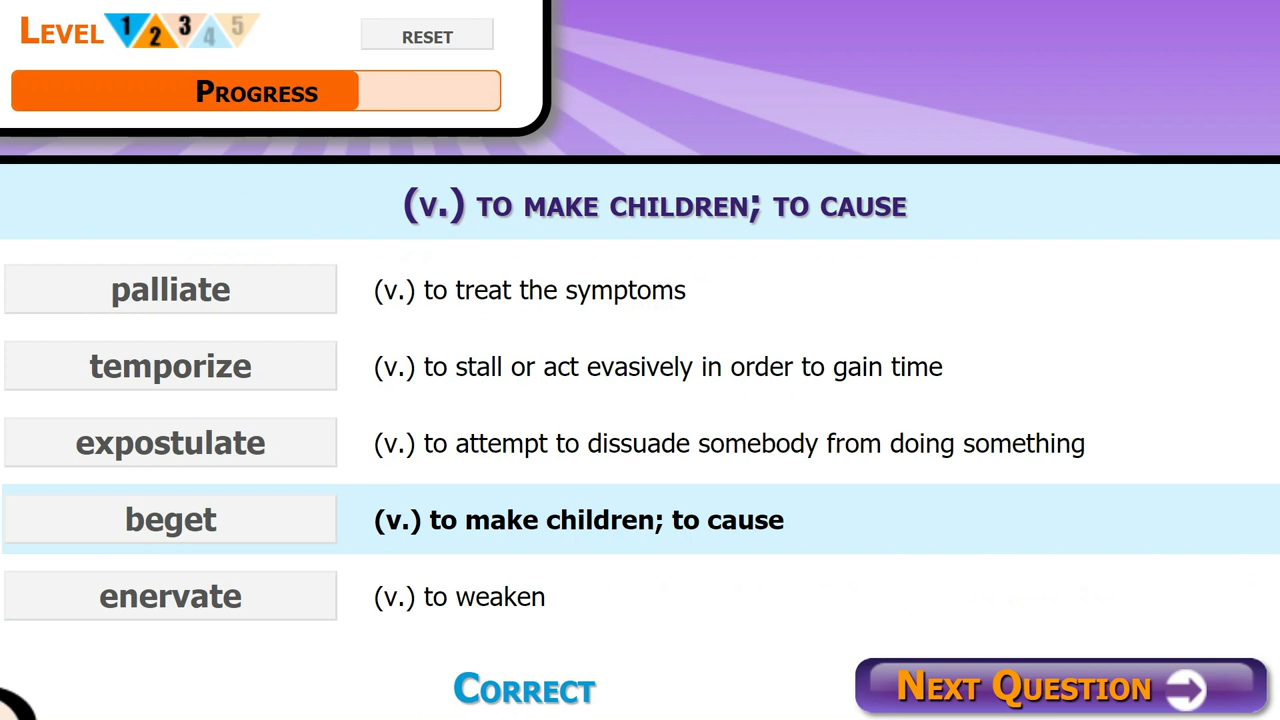 LEVEL 1 2 3 4 5
RESET
PROGRESS
(V.) TO MAKE CHILDREN; TO CAUSE
palliate (v.) to treat the symptoms
temporize (v.) to stall or act evasively in order to gain time
expostulate (v.) to attempt to dissuade somebody from doing something
beget (v.) to make children; to cause
enervate (v.) to weaken
CORRECT
NEXT QUESTION